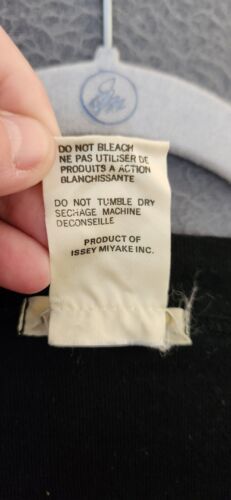 DO NOT BLEACH
NE PAS UTILISER DE
PRODUITS A ACTION
BLANCHISSANTE
DO NOT TUMBLE DRY
SECHAGE MACHINE
DECONSEILLE
PRODUCT OF
ISSEY MIYAKE INC.